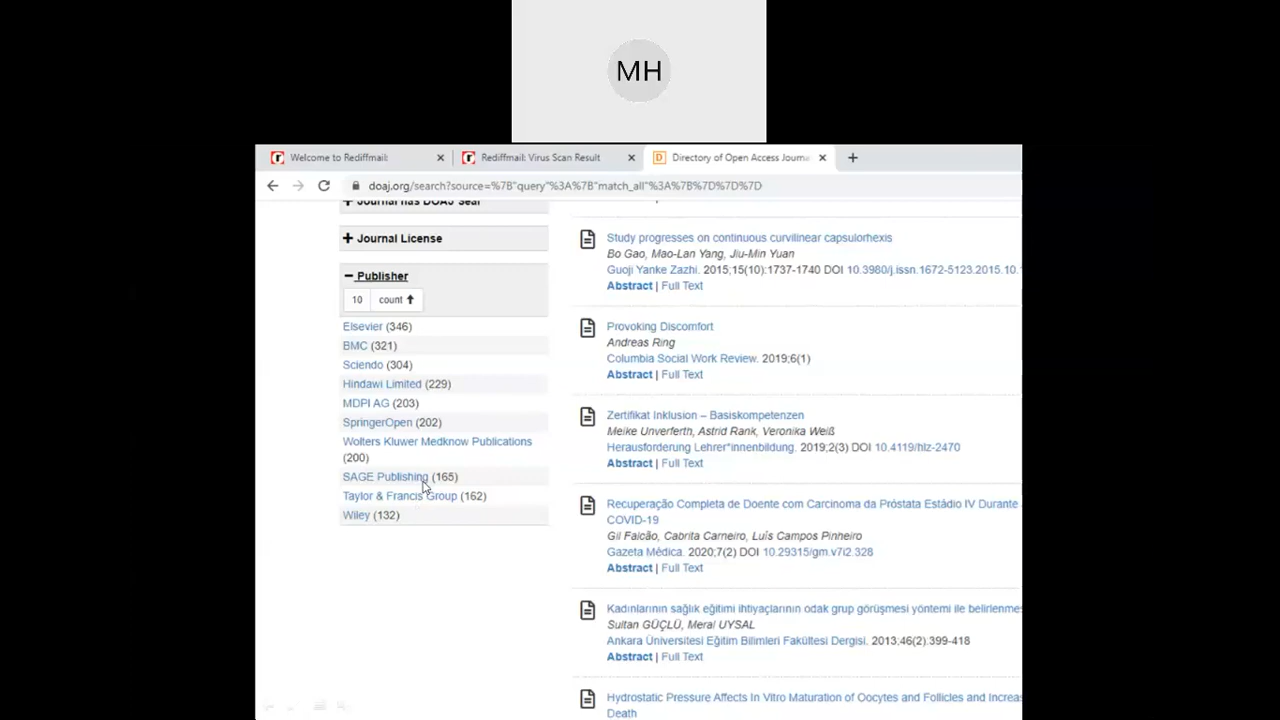 MH
Welcome to Rediffmail:
Rediffmail: Virus Scan Result
Directory of Open Access Journa
doaj.org/search?source=%7B"query"%3A%7B"match_all"%3A%7B%7D%7D%7D
Journal has DOAJ Seal
Journal License
Publisher
10 count
Elsevier (346)
BMC (321)
Sciendo (304)
Hindawi Limited (229)
MDPI AG (203)
SpringerOpen (202)
Wolters Kluwer Medknow Publications
(200)
SAGE Publishing (165)
Taylor & Francis Group (162)
Wiley (132)
Study progresses on continuous curvilinear capsulorhexis
Bo Gao, Mao-Lan Yang, Jiu-Min Yuan
Guoji Yanke Zazhi. 2015;15(10):1737-1740 DOI 10.3980/j.issn.1672-5123.2015.10.
Abstract | Full Text
Provoking Discomfort
Andreas Ring
Columbia Social Work Review. 2019;6(1)
Abstract | Full Text
Zertifikat Inklusion – Basiskompetenzen
Meike Unverferth, Astrid Rank, Veronika Weiß
Herausforderung Lehrer*innenbildung. 2019;2(3) DOI 10.4119/hlz-2470
Abstract | Full Text
Recuperação Completa de Doente com Carcinoma da Próstata Estádio IV Durante
COVID-19
Gil Falcão, Cabrita Carneiro, Luís Campos Pinheiro
Gazeta Médica. 2020;7(2) DOI 10.29315/gm.v7i2.328
Abstract | Full Text
Kadınlarının sağlık eğitimi ihtiyaçlarının odak grup görüşmesi yöntemi ile belirlenmes
Sultan GÜÇLÜ, Meral UYSAL
Ankara Üniversitesi Eğitim Bilimleri Fakültesi Dergisi. 2013;46(2):399-418
Abstract | Full Text
Hydrostatic Pressure Affects In Vitro Maturation of Oocytes and Follicles and Increas
Death